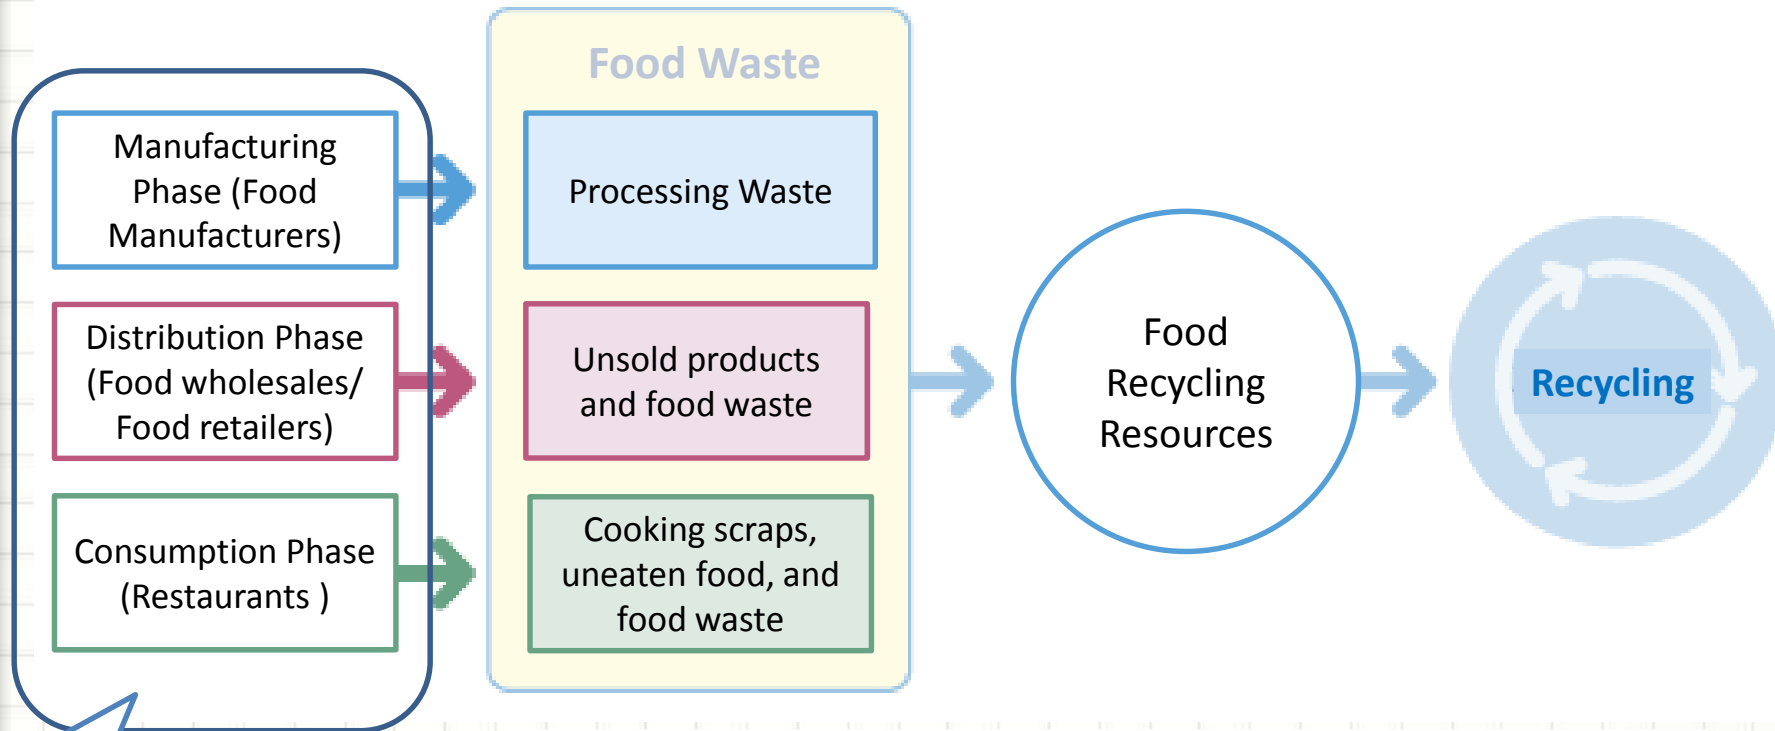 Food Waste
Manufacturing
Phase (Food
Manufacturers)
Processing Waste
Distribution Phase
(Food wholesales/
Food retailers)
Unsold products
and food waste
Consumption Phase
(Restaurants )
Cooking scraps,
uneaten food, and
food waste
Food
Recycling
Resources
Recycling